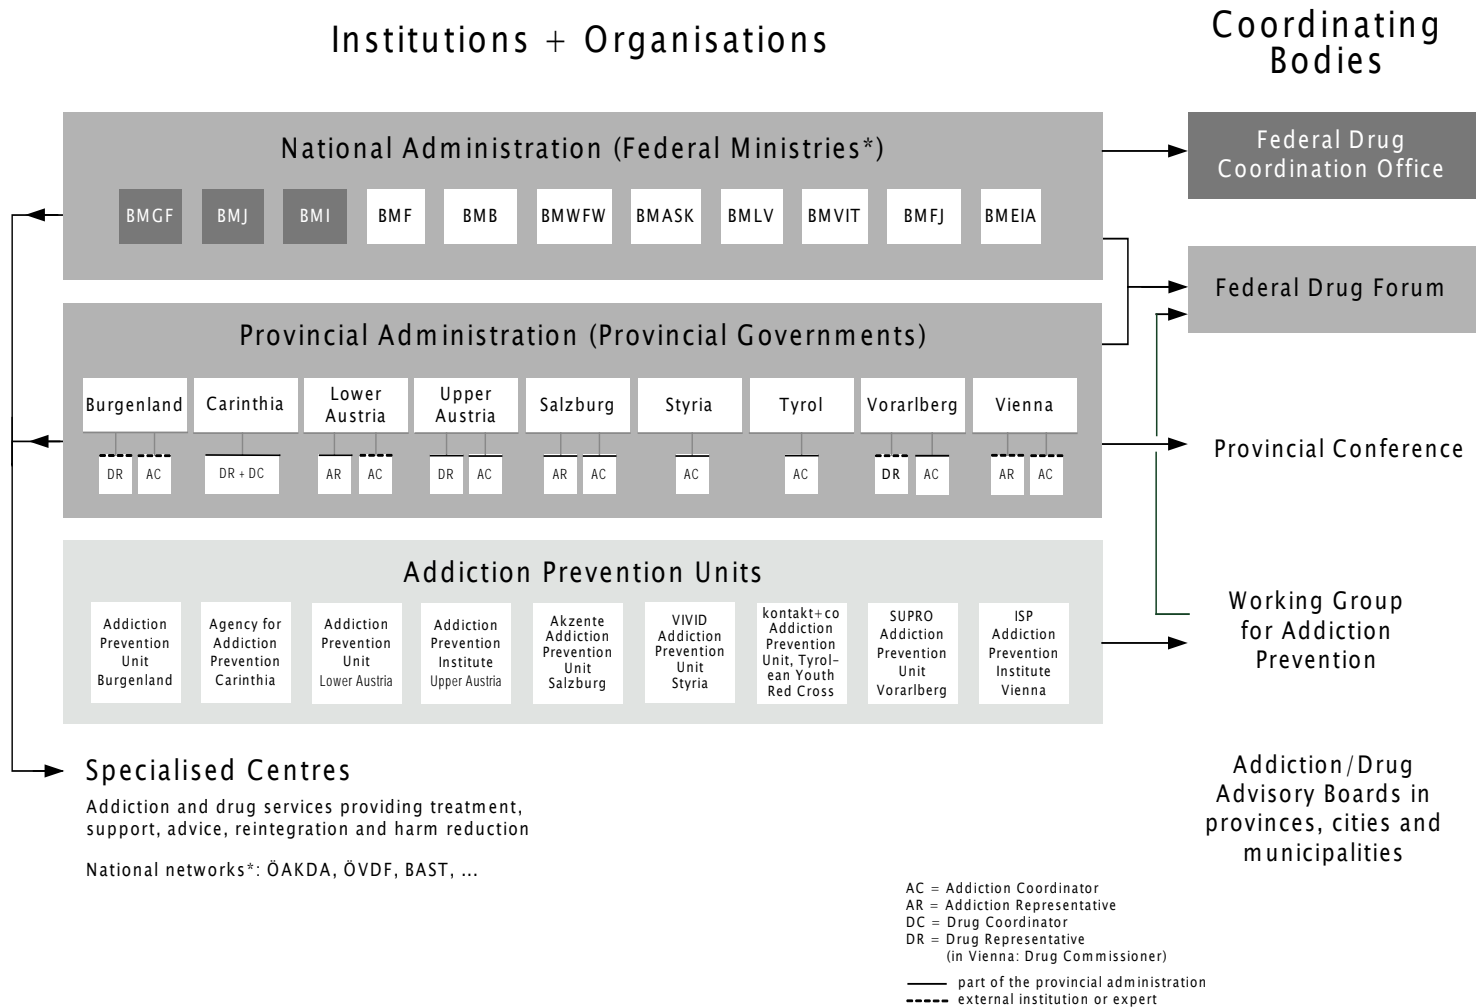 Institutions + Organisations
Coordinating
Bodies
National Administration (Federal Ministries*)
BMGF
BMJ
BMI
BMF
BMB
BMWFW
BMASK
BMLV
BMVIT
BMFJ
BMEIA
Federal Drug
Coordination Office
Federal Drug Forum
Provincial Administration (Provincial Governments)
Burgenland
Carinthia
Lower
Austria
Upper
Austria
Salzburg
Styria
Tyrol
Vorarlberg
Vienna
DR
AC
DR + DC
AR
AC
DR
AC
AR
AC
AC
AC
DR
AC
AR
AC
Provincial Conference
Addiction Prevention Units
Addiction
Prevention
Unit
Burgenland
Agency for
Addiction
Prevention
Carinthia
Addiction
Prevention
Unit
Lower Austria
Addiction
Prevention
Institute
Upper Austria
Akzente
Addiction
Prevention
Unit
Salzburg
VIVID
Addiction
Prevention
Unit
Styria
kontakt+co
Addiction
Prevention
Unit, Tyrol-
ean Youth
Red Cross
SUPRO
Addiction
Prevention
Unit
Vorarlberg
ISP
Addiction
Prevention
Institute
Vienna
Working Group
for Addiction
Prevention
Specialised Centres
Addiction and drug services providing treatment,
support, advice, reintegration and harm reduction
National networks*: ÖAKDA, ÖVDF, BAST, ...
Addiction/Drug
Advisory Boards in
provinces, cities and
municipalities
AC = Addiction Coordinator
AR = Addiction Representative
DC = Drug Coordinator
DR = Drug Representative
(in Vienna: Drug Commissioner)
part of the provincial administration
external institution or expert